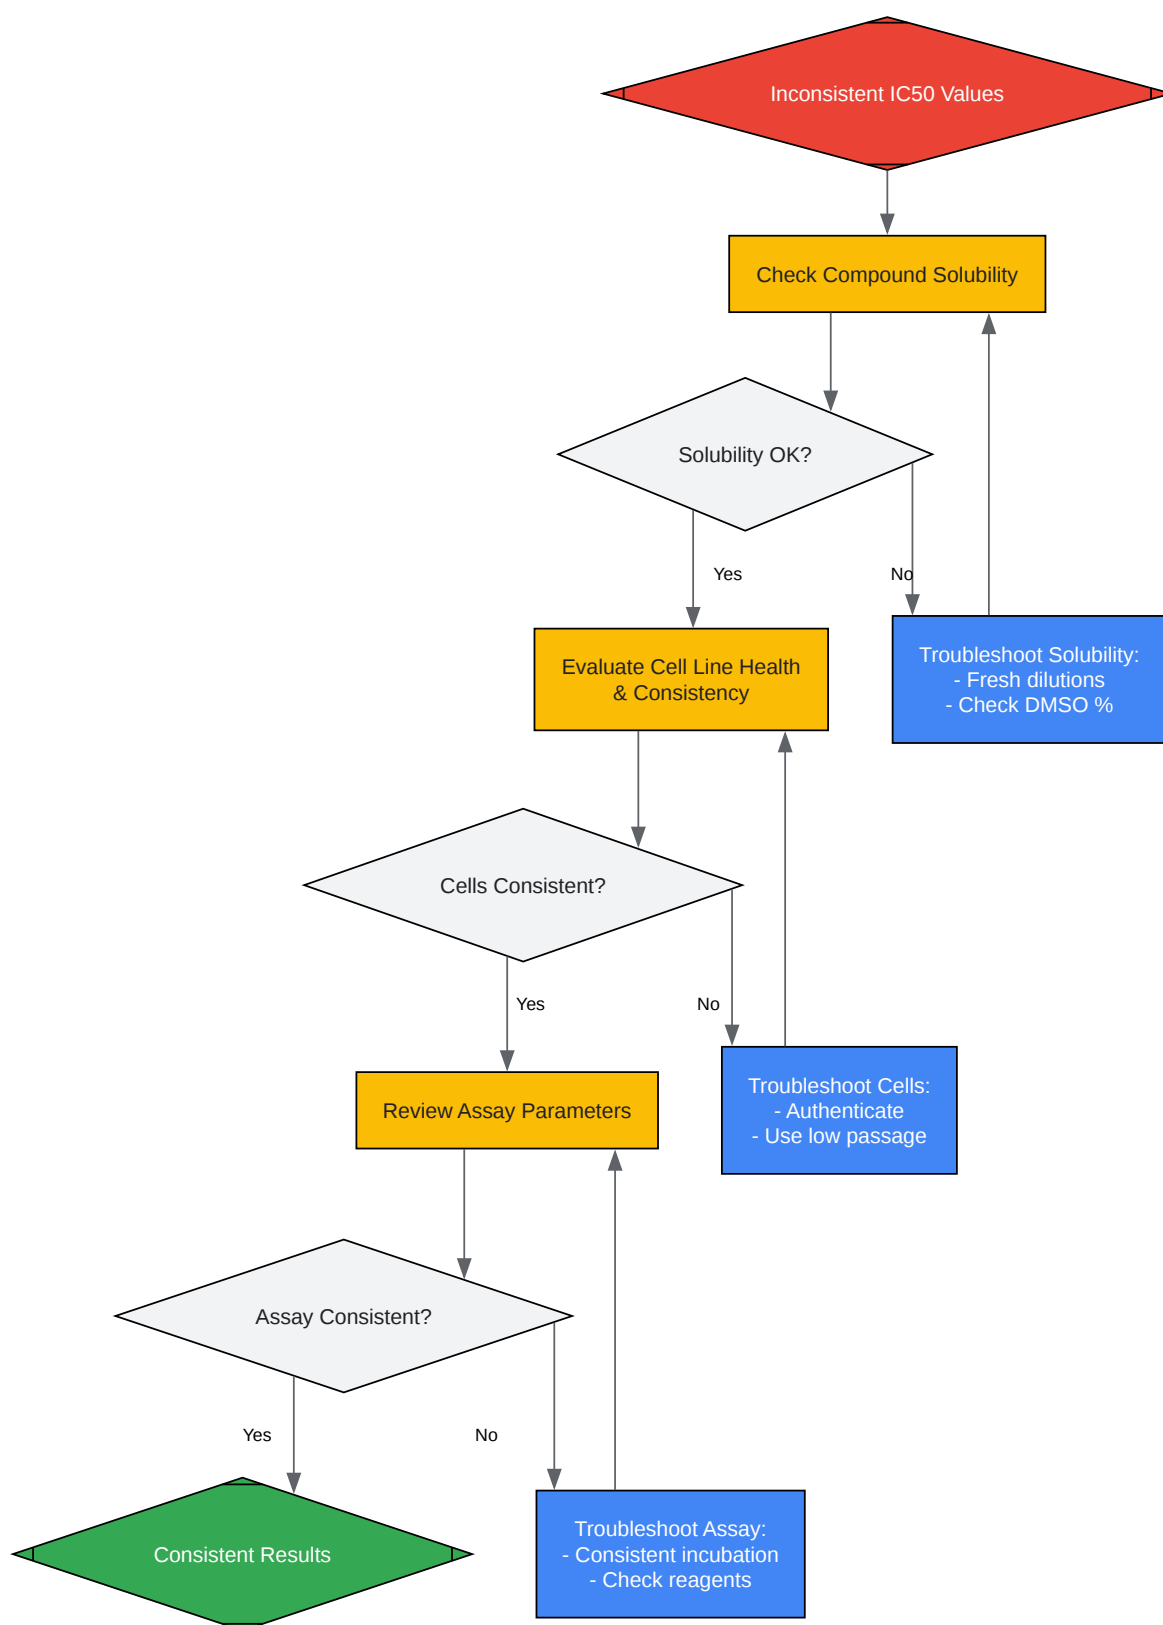 Inconsistent IC50 Values
Check Compound Solubility
Solubility OK?
Yes
No
Evaluate Cell Line Health
& Consistency
Troubleshoot Solubility:
- Fresh dilutions
- Check DMSO %
Cells Consistent?
Yes
No
Review Assay Parameters
Troubleshoot Cells:
- Authenticate
- Use low passage
Assay Consistent?
Yes
No
Consistent Results
Troubleshoot Assay:
- Consistent incubation
- Check reagents